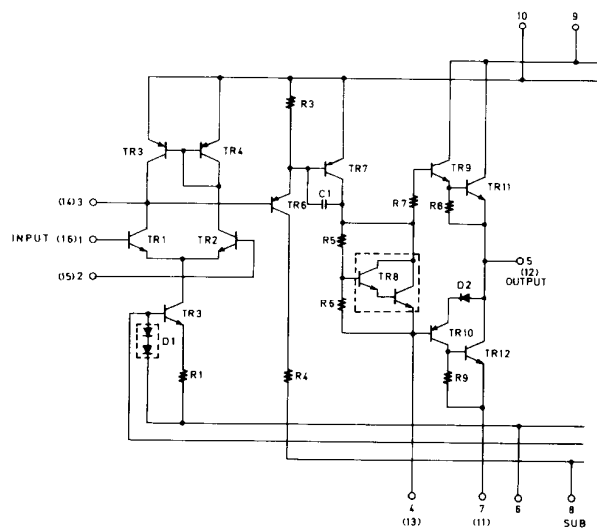 10
9
R3
TR3
TR4
TR7
TR9
TR11
C1
R7
R8
(14)3
TR6
INPUT (16)1
TR1
TR2
R5
TR8
5
(12)
OUTPUT
(15)2
D2
R6
TR3
D1
TR10
TR12
R1
R4
R9
4
(13)
7
(11)
6
8
SUB